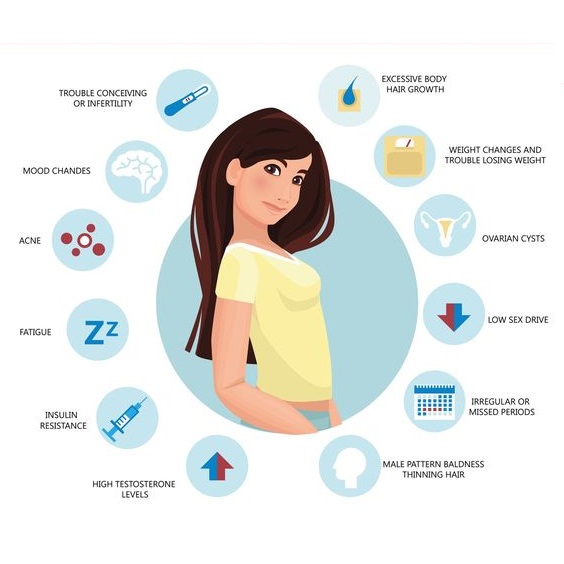 TROUBLE CONCEIVING
OR INFERTILITY
EXCESSIVE BODY
HAIR GROWTH
MOOD CHANDES
WEIGHT CHANGES AND
TROUBLE LOSING WEIGHT
ACNE
OVARIAN CYSTS
FATIGUE
ZZ
LOW SEX DRIVE
INSULIN
RESISTANCE
IRREGULAR OR
MISSED PERIODS
HIGH TESTOSTERONE
LEVELS
MALE PATTERN BALDNESS
THINNING HAIR